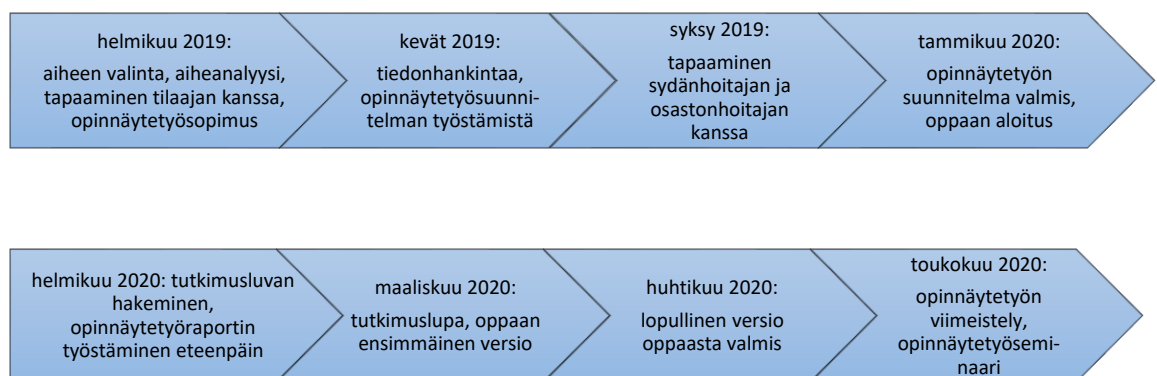 helmikuu 2019:
aiheen valinta, aiheanalyysi,
tapaaminen tilaajan kanssa,
opinnäytetyösopimus
kevät 2019:
tiedonhankintaa,
opinnäytetyösuunni-
telman työstämistä
syksy 2019:
tapaaminen
sydänhoitajan ja
osastonhoitajan
kanssa
tammikuu 2020:
opinnäytetyön
suunnitelma valmis,
oppaan aloitus
helmikuu 2020: tutkimusluvan
hakeminen,
opinnäytetyöraportin
työstäminen eteenpäin
maaliskuu 2020:
tutkimuslupa, oppaan
ensimmäinen versio
huhtikuu 2020:
lopullinen versio
oppaasta valmis
toukokuu 2020:
opinnäytetyön
viimeistely,
opinnäytetyösemi-
naari